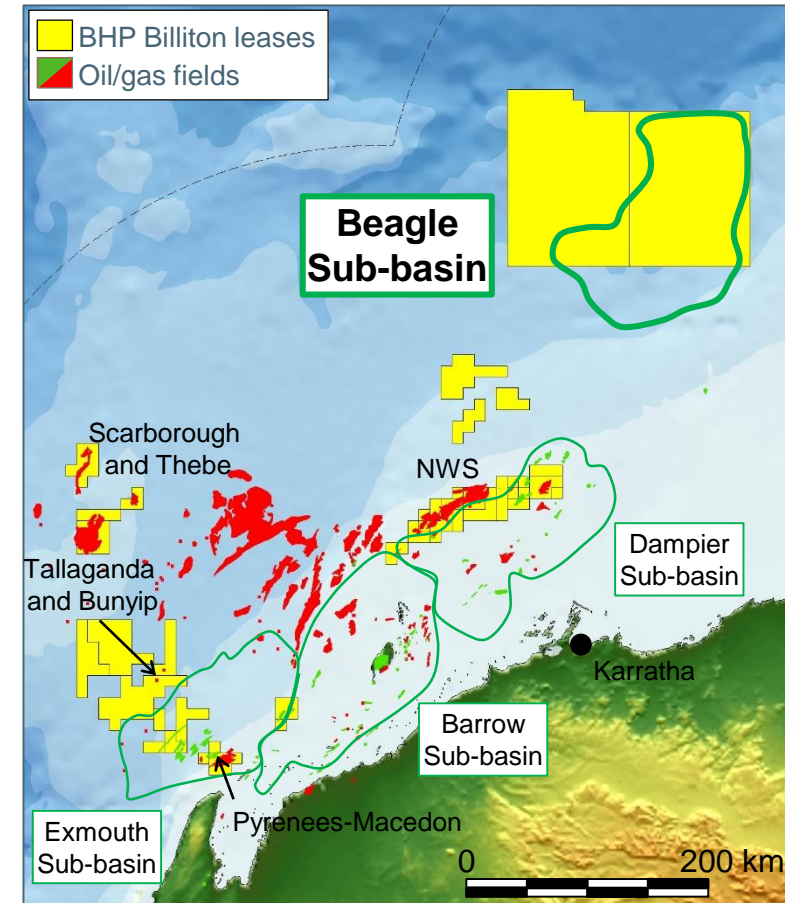 BHP Billiton leases
Oil/gas fields
Beagle
Sub-basin
Scarborough
and Thebe
NWS
Tallaganda
and Bunyip
Dampier
Sub-basin
Karratha
Barrow
Sub-basin
Pyrenees-Macedon
Exmouth
Sub-basin
0 200 km